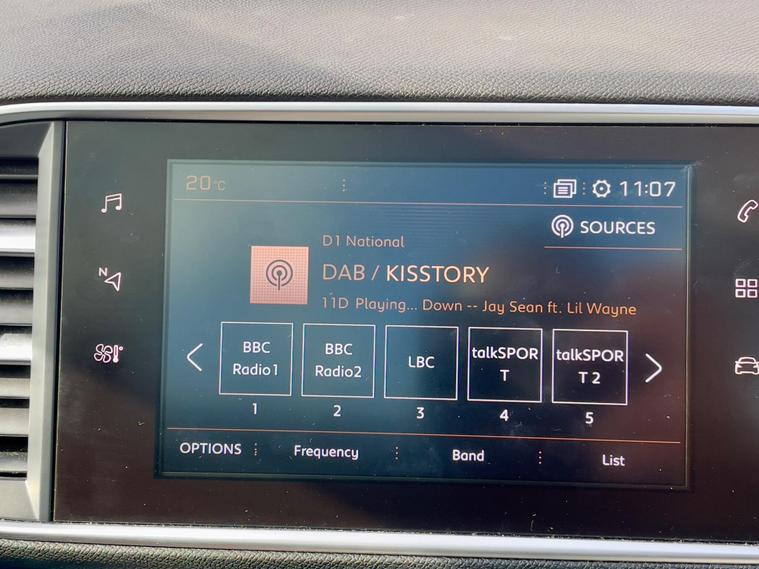 20°C
11:07
SOURCES
D1 National
DAB / KISSTORY
11D Playing... Down -- Jay Sean ft. Lil Wayne
BBC
Radio1
BBC
Radio2
LBC
talkSPOR
T
talkSPOR
T 2
1
2
3
4
5
OPTIONS
Frequency
Band
List
N